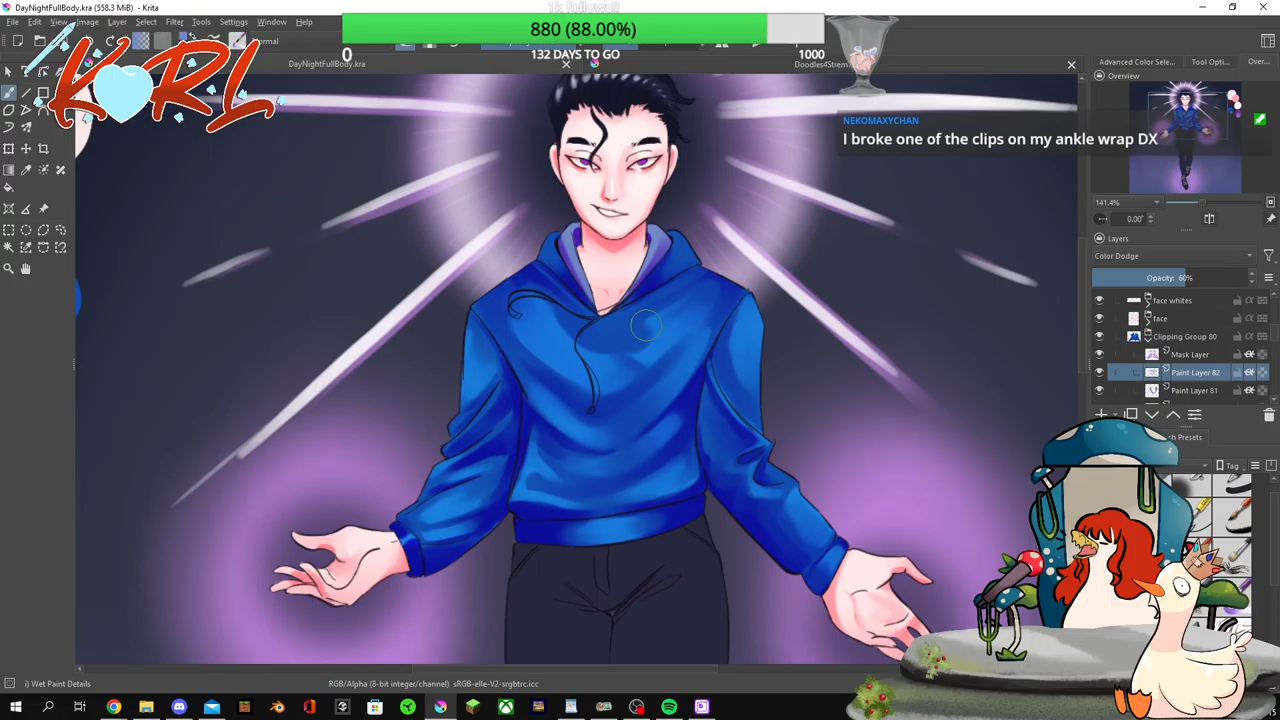 DayNightFullBody.kra (558.3 MiB) - Krita
File Edit View Image Layer Select Filter Tools Settings Window Help
1k follows!!
880 (88.00%)
0 132 DAYS TO GO 1000
KORL
DayNightFullBody.kra
NEKOMAXYCHAN
I broke one of the clips on my ankle wrap DX
Advanced Color Sele... Tool Opti... Over...
Overview
141.4%
0.00°
Layers
Color Dodge
Opacity: 60%
face whites
face
Clipping Group 80
Mask Layer
Paint Layer 82
Paint Layer 81
Tag
i) Wet Paint Details
RGB/Alpha (8-bit integer/channel) sRGB-elle-V2-srgbtrc.icc